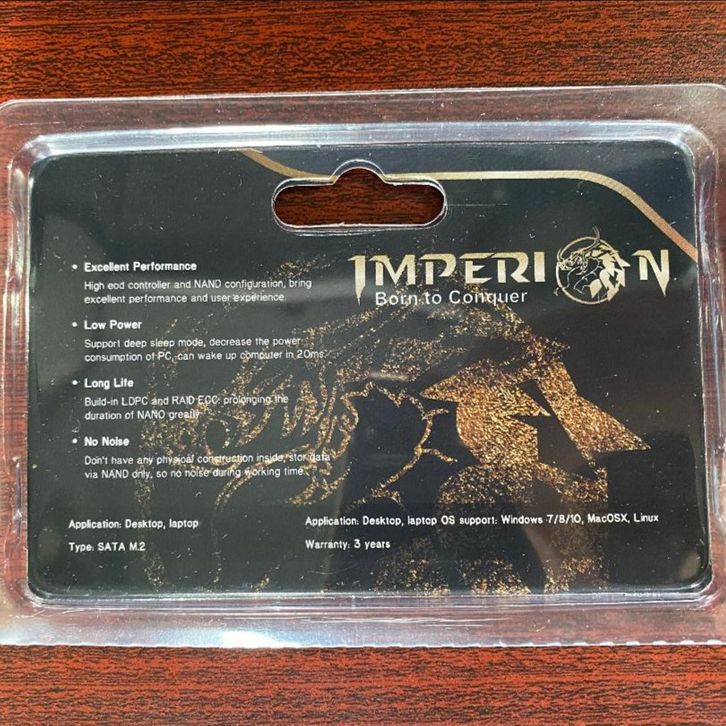 IMPERION
Born to Conquer
• Excellent Performance
High eod controller and NAND configuration, bring
excellent performance and user experience.
• Low Power
Support deep sleep mode, decrease the power
consumption of PC, can wake up computer in 20ms.
• Long Life
Build-in LDPC and RAID ECC: prolonging the
duration of NANO greatly
• No Noise
Don't have any physical construction inside, stor data
via NAND only, so no noise during working time.
Application: Desktop, laptop
Type: SATA M.2
Application: Desktop, laptop OS support: Windows 7/8/10, MacOSX, Linux
Warranty: 3 years